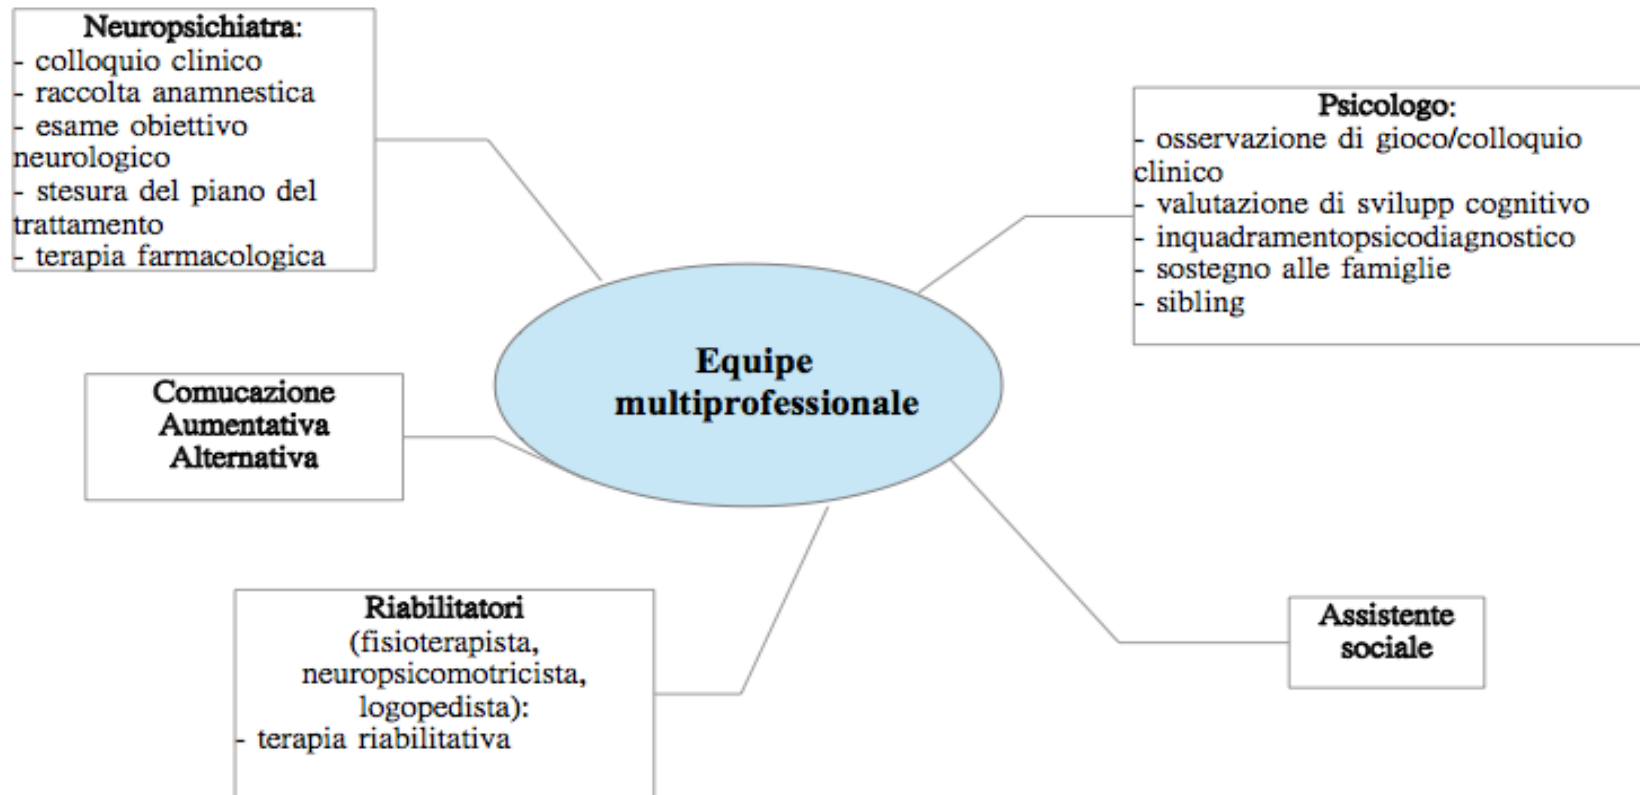 Neuropsichiatra:
- colloquio clinico
- raccolta anamnestica
- esame obiettivo
neurologico
- stesura del piano del
trattamento
- terapia farmacologica
Psicologo:
- osservazione di gioco/colloquio
clinico
- valutazione di svilupp cognitivo
- inquadramentopsicodiagnostico
- sostegno alle famiglie
- sibling
Equipe
multiprofessionale
Comucazione
Aumentativa
Alternativa
Riabilitatori
(fisioterapista,
neuropsicomotricista,
logopedista):
- terapia riabilitativa
Assistente
sociale